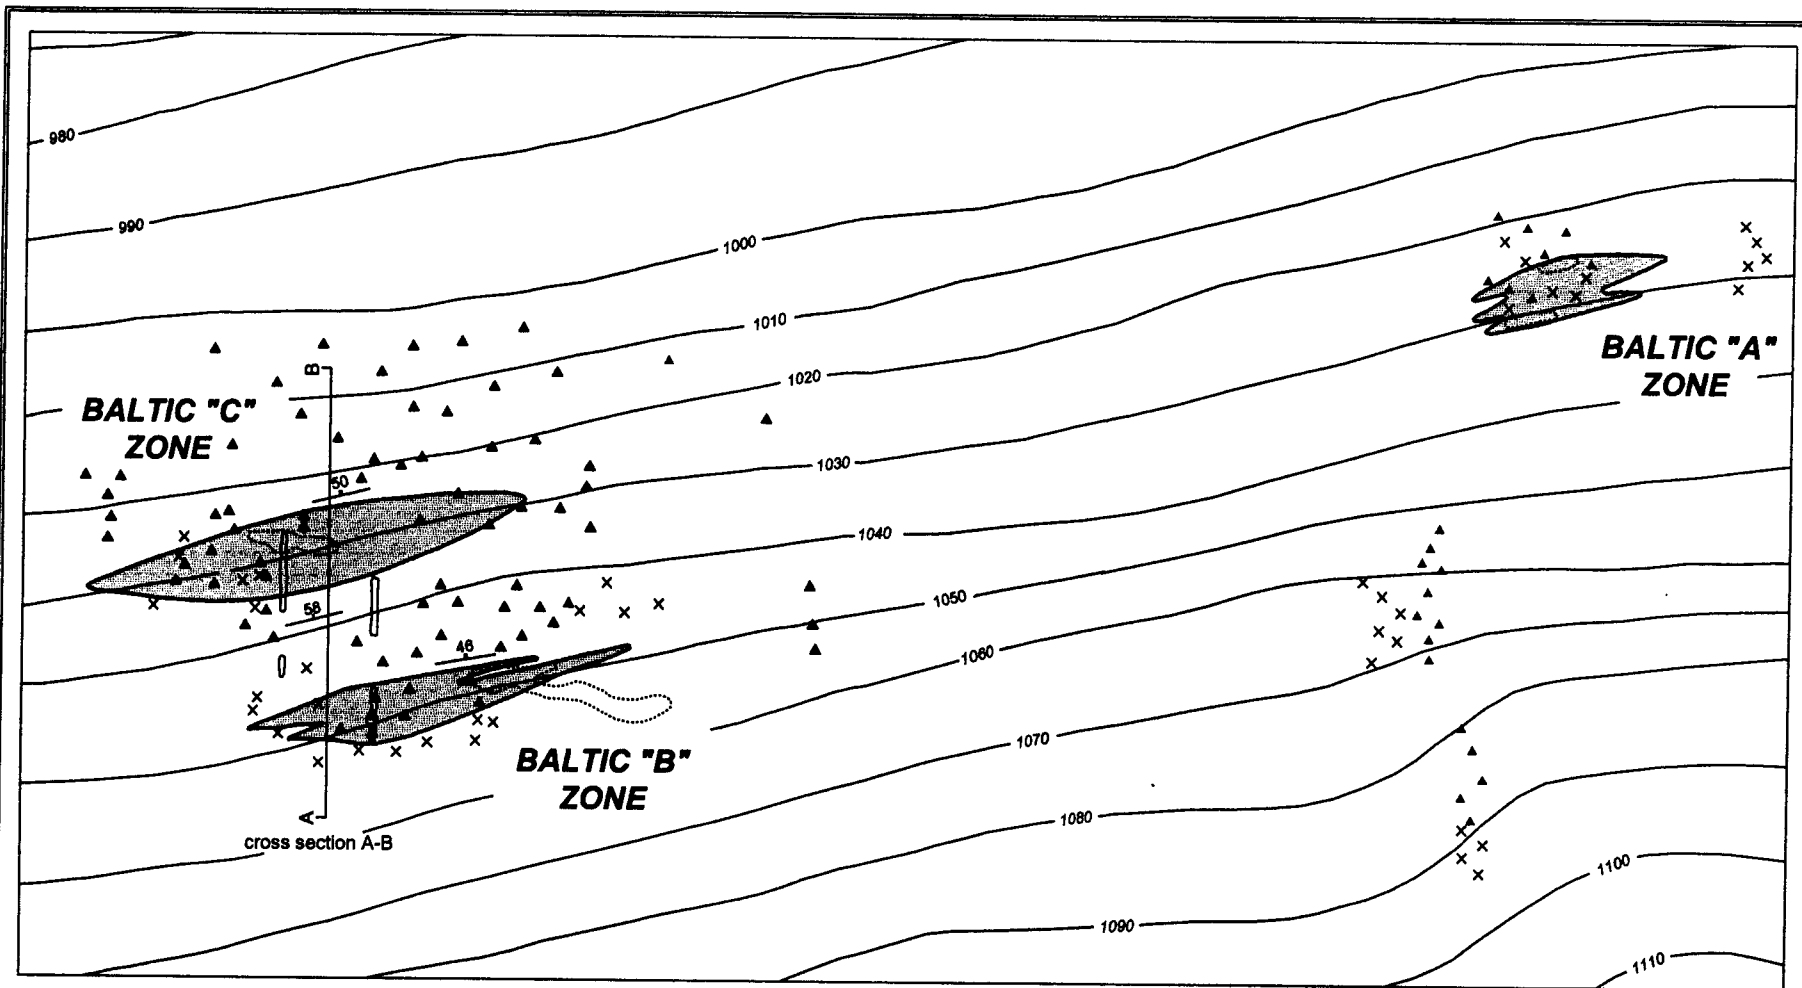 980
990
1000
1010
1020
1030
1040
1050
1060
1070
1080
1090
1100
1110
BALTIC "A"
ZONE
BALTIC "C"
ZONE
B
50
58
46
BALTIC "B"
ZONE
A
cross section A-B